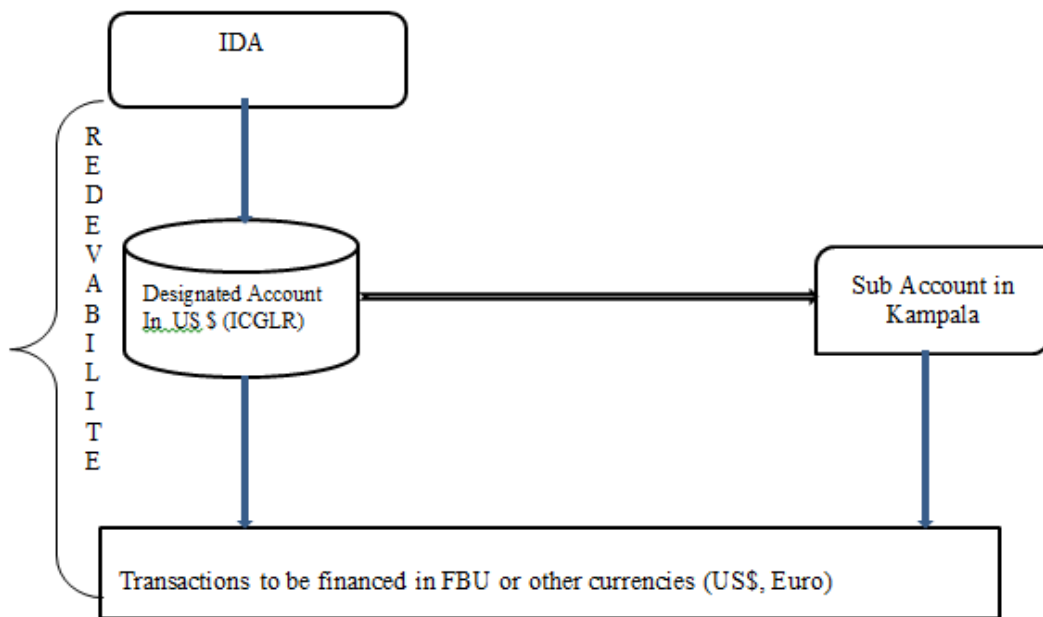 IDA
R
E
D
E
V
A
B
I
L
I
T
E
Designated Account
In US $ (ICGLR)
Sub Account in
Kampala
Transactions to be financed in FBU or other currencies (US$, Euro)